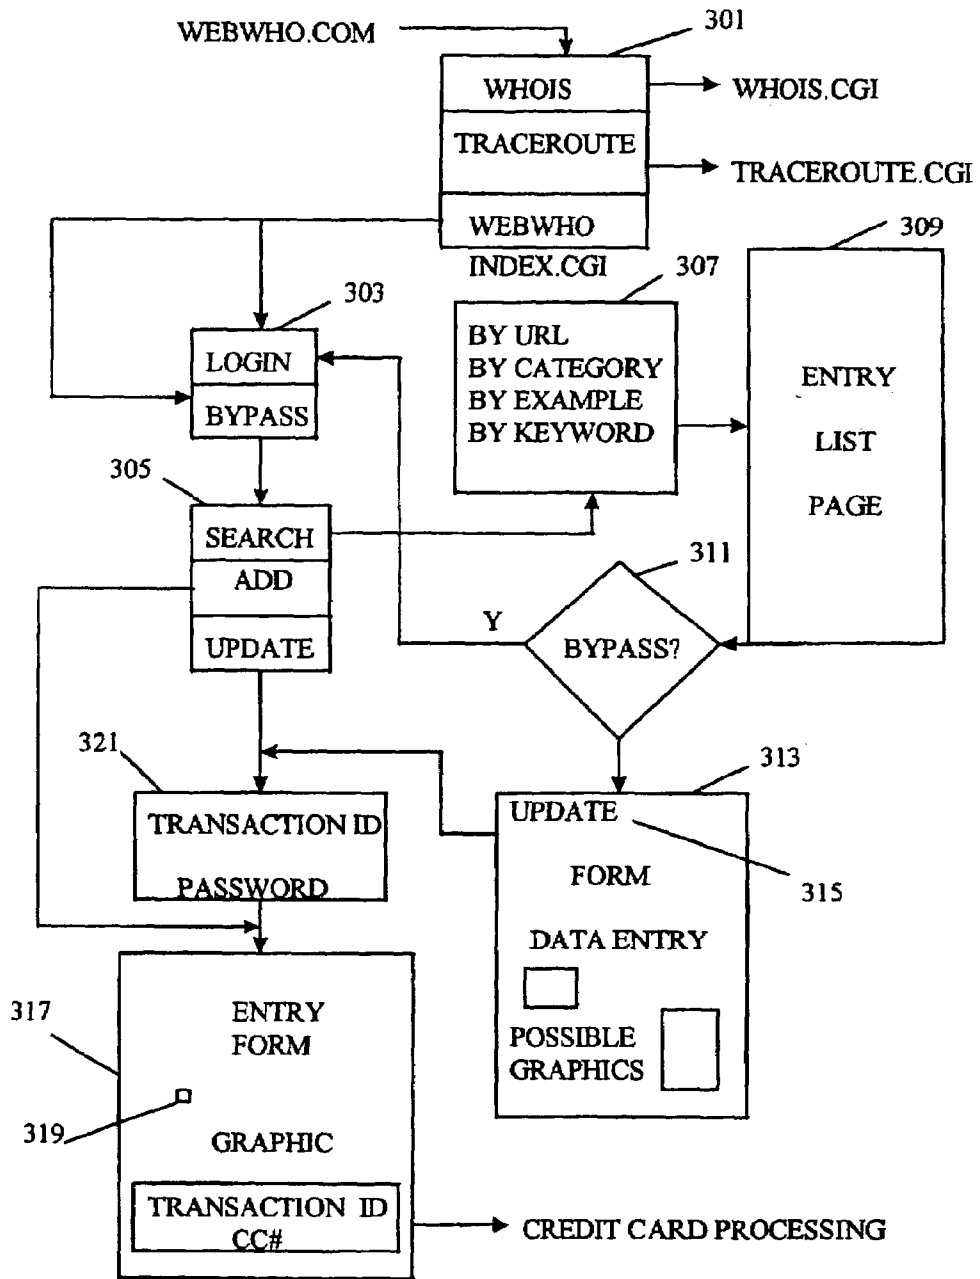 WEBWHO.COM
301
WHOIS
WHOIS.CGI
TRACEROUTE
TRACEROUTE.CGI
WEBWHO
INDEX.CGI
303
LOGIN
BYPASS
307
BY URL
BY CATEGORY
BY EXAMPLE
BY KEYWORD
309
ENTRY
LIST
PAGE
305
SEARCH
ADD
UPDATE
311
BYPASS?
Y
321
TRANSACTION ID
PASSWORD
313
UPDATE
315
FORM
DATA ENTRY
POSSIBLE
GRAPHICS
317
ENTRY
FORM
319
GRAPHIC
TRANSACTION ID
CC#
CREDIT CARD PROCESSING